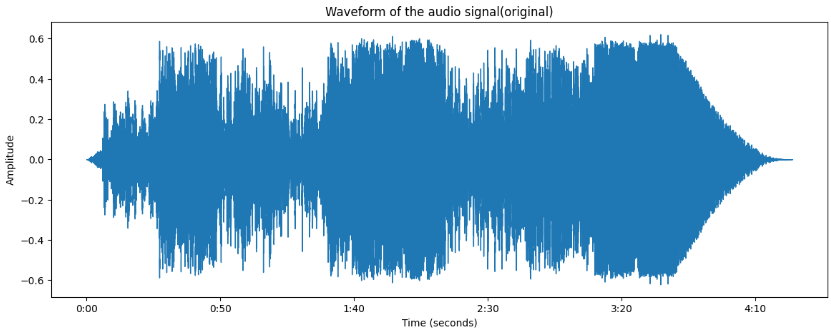 Waveform of the audio signal(original)
Amplitude
0.6
0.4
0.2
0.0
−0.2
−0.4
−0.6
0:00 0:50 1:40 2:30 3:20 4:10
Time (seconds)